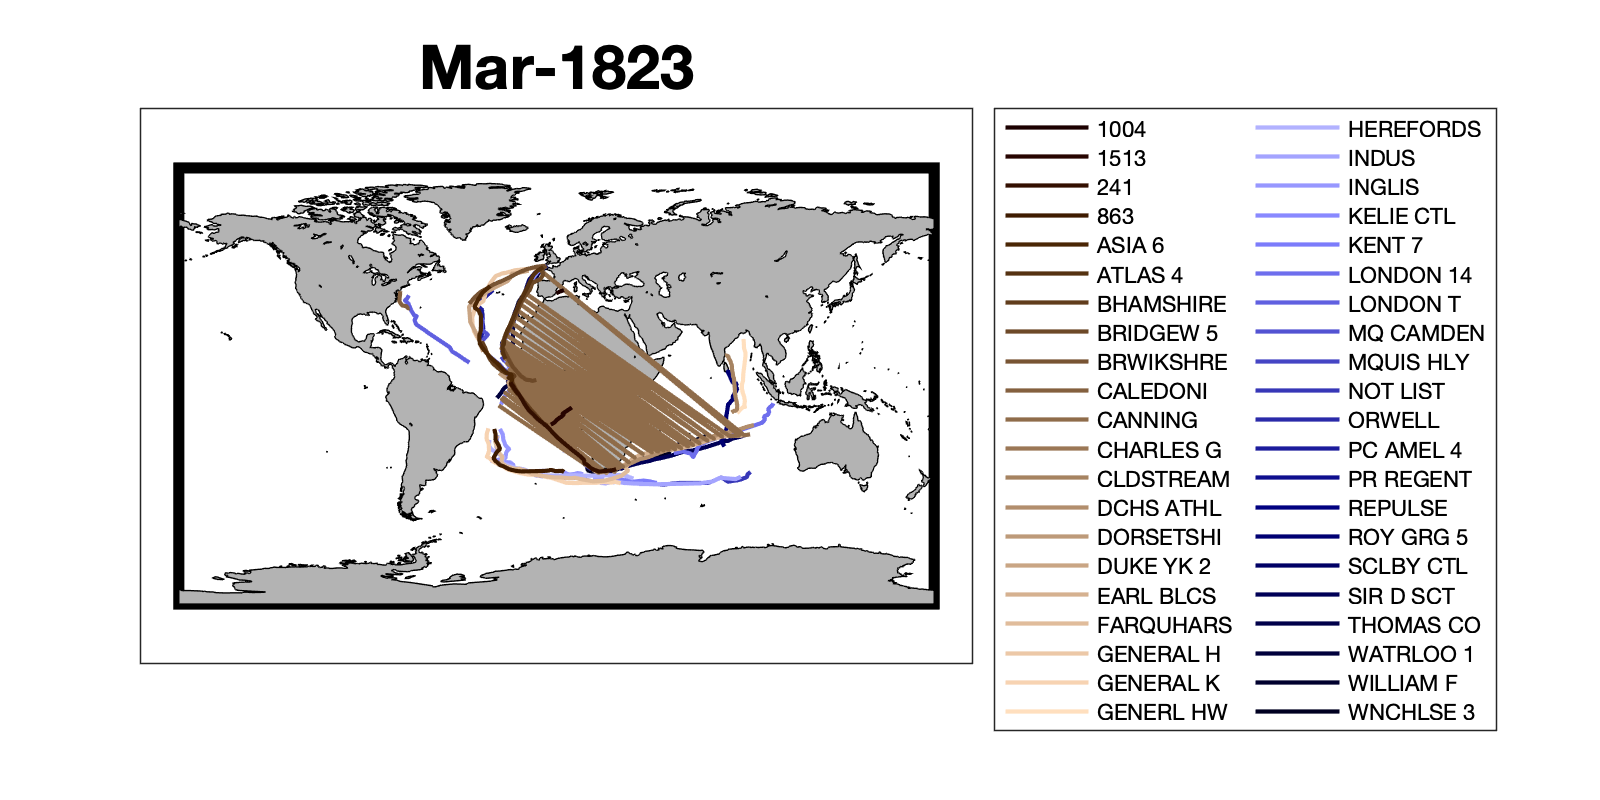 Mar-1823
1004
1513
241
863
ASIA 6
ATLAS 4
BHAMSHIRE
BRIDGEW 5
BRWIKSHRE
CALEDONI
CANNING
CHARLES G
CLDSTREAM
DCHS ATHL
DORSETSHI
DUKE YK 2
EARL BLCS
FARQUHARS
GENERAL H
GENERAL K
GENERL HW
HEREFORDS
INDUS
INGLIS
KELIE CTL
KENT 7
LONDON 14
LONDON T
MQ CAMDEN
MQUIS HLY
NOT LIST
ORWELL
PC AMEL 4
PR REGENT
REPULSE
ROY GRG 5
SCLBY CTL
SIR D SCT
THOMAS CO
WATRLOO 1
WILLIAM F
WNCHLSE 3